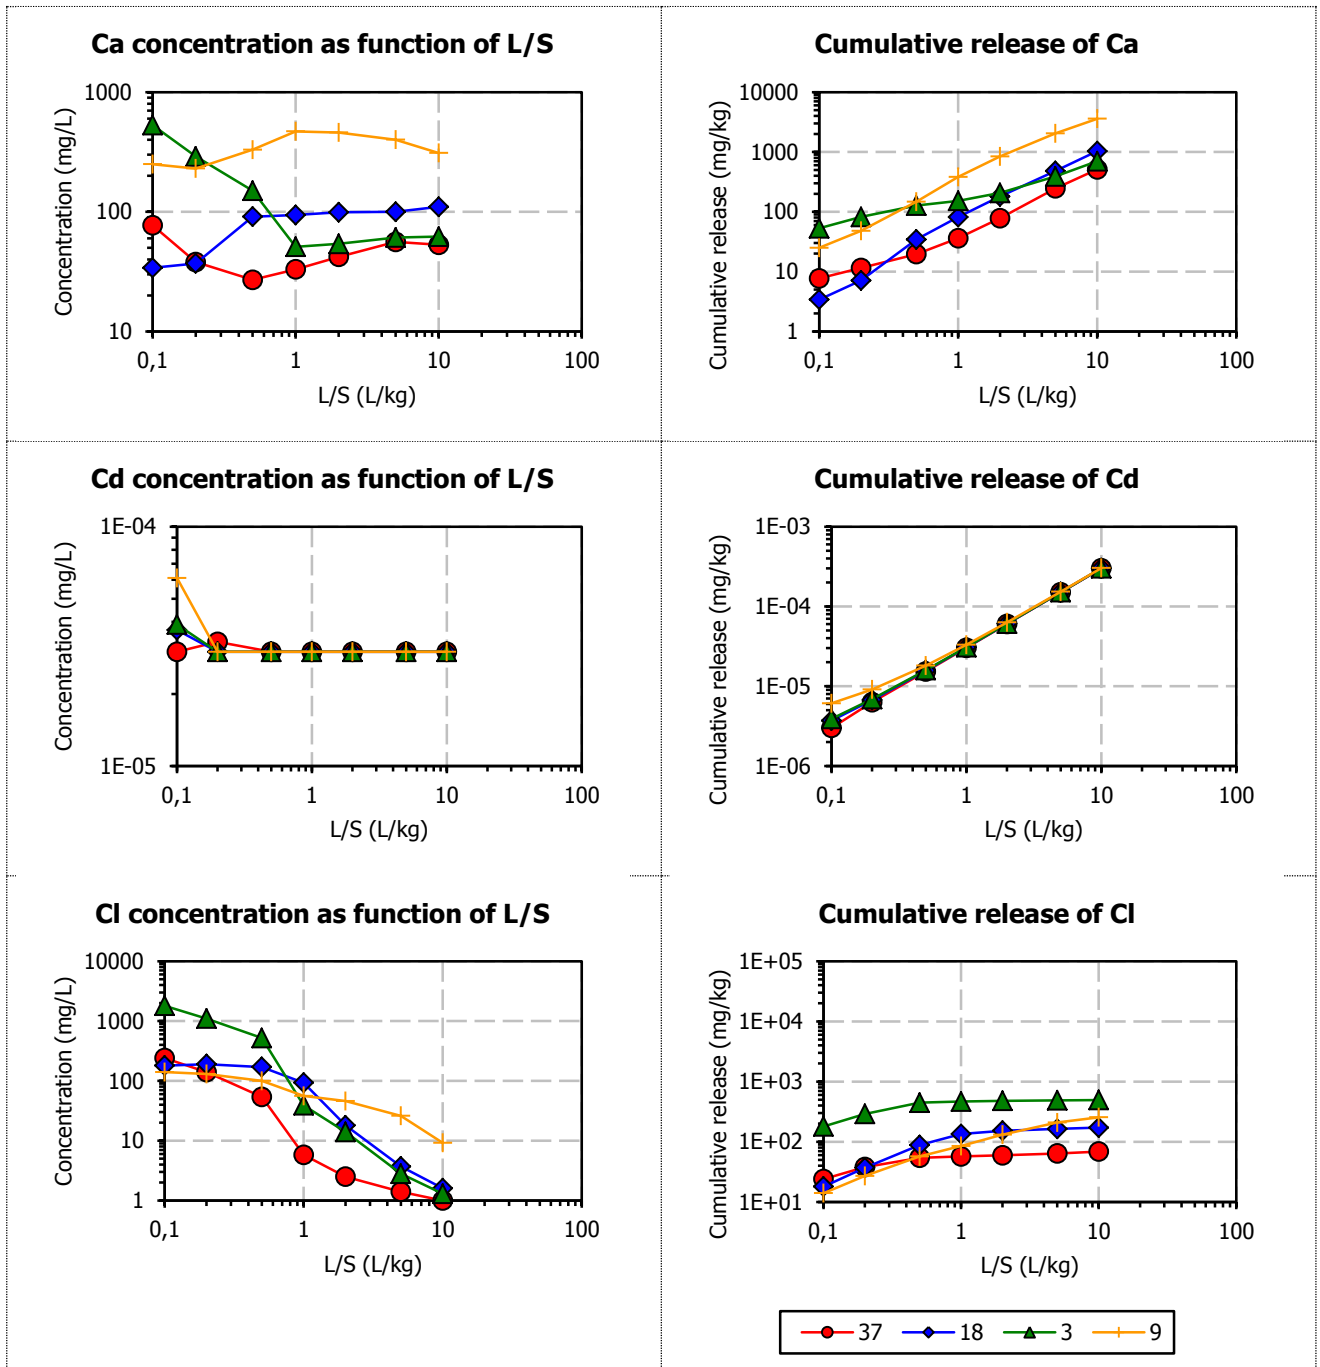 Ca concentration as function of L/S
Concentration (mg/L)
1000
100
10
0,1 1 10 100
L/S (L/kg)
Cumulative release of Ca
Cumulative release (mg/kg)
10000
1000
100
10
1
0,1 1 10 100
L/S (L/kg)
Cd concentration as function of L/S
Concentration (mg/L)
1E-04
1E-05
0,1 1 10 100
L/S (L/kg)
Cumulative release of Cd
Cumulative release (mg/kg)
1E-03
1E-04
1E-05
1E-06
0,1 1 10 100
L/S (L/kg)
Cl concentration as function of L/S
Concentration (mg/L)
10000
1000
100
10
1
0,1 1 10 100
L/S (L/kg)
Cumulative release of Cl
Cumulative release (mg/kg)
1E+05
1E+04
1E+03
1E+02
1E+01
0,1 1 10 100
L/S (L/kg)
37 18 3 9